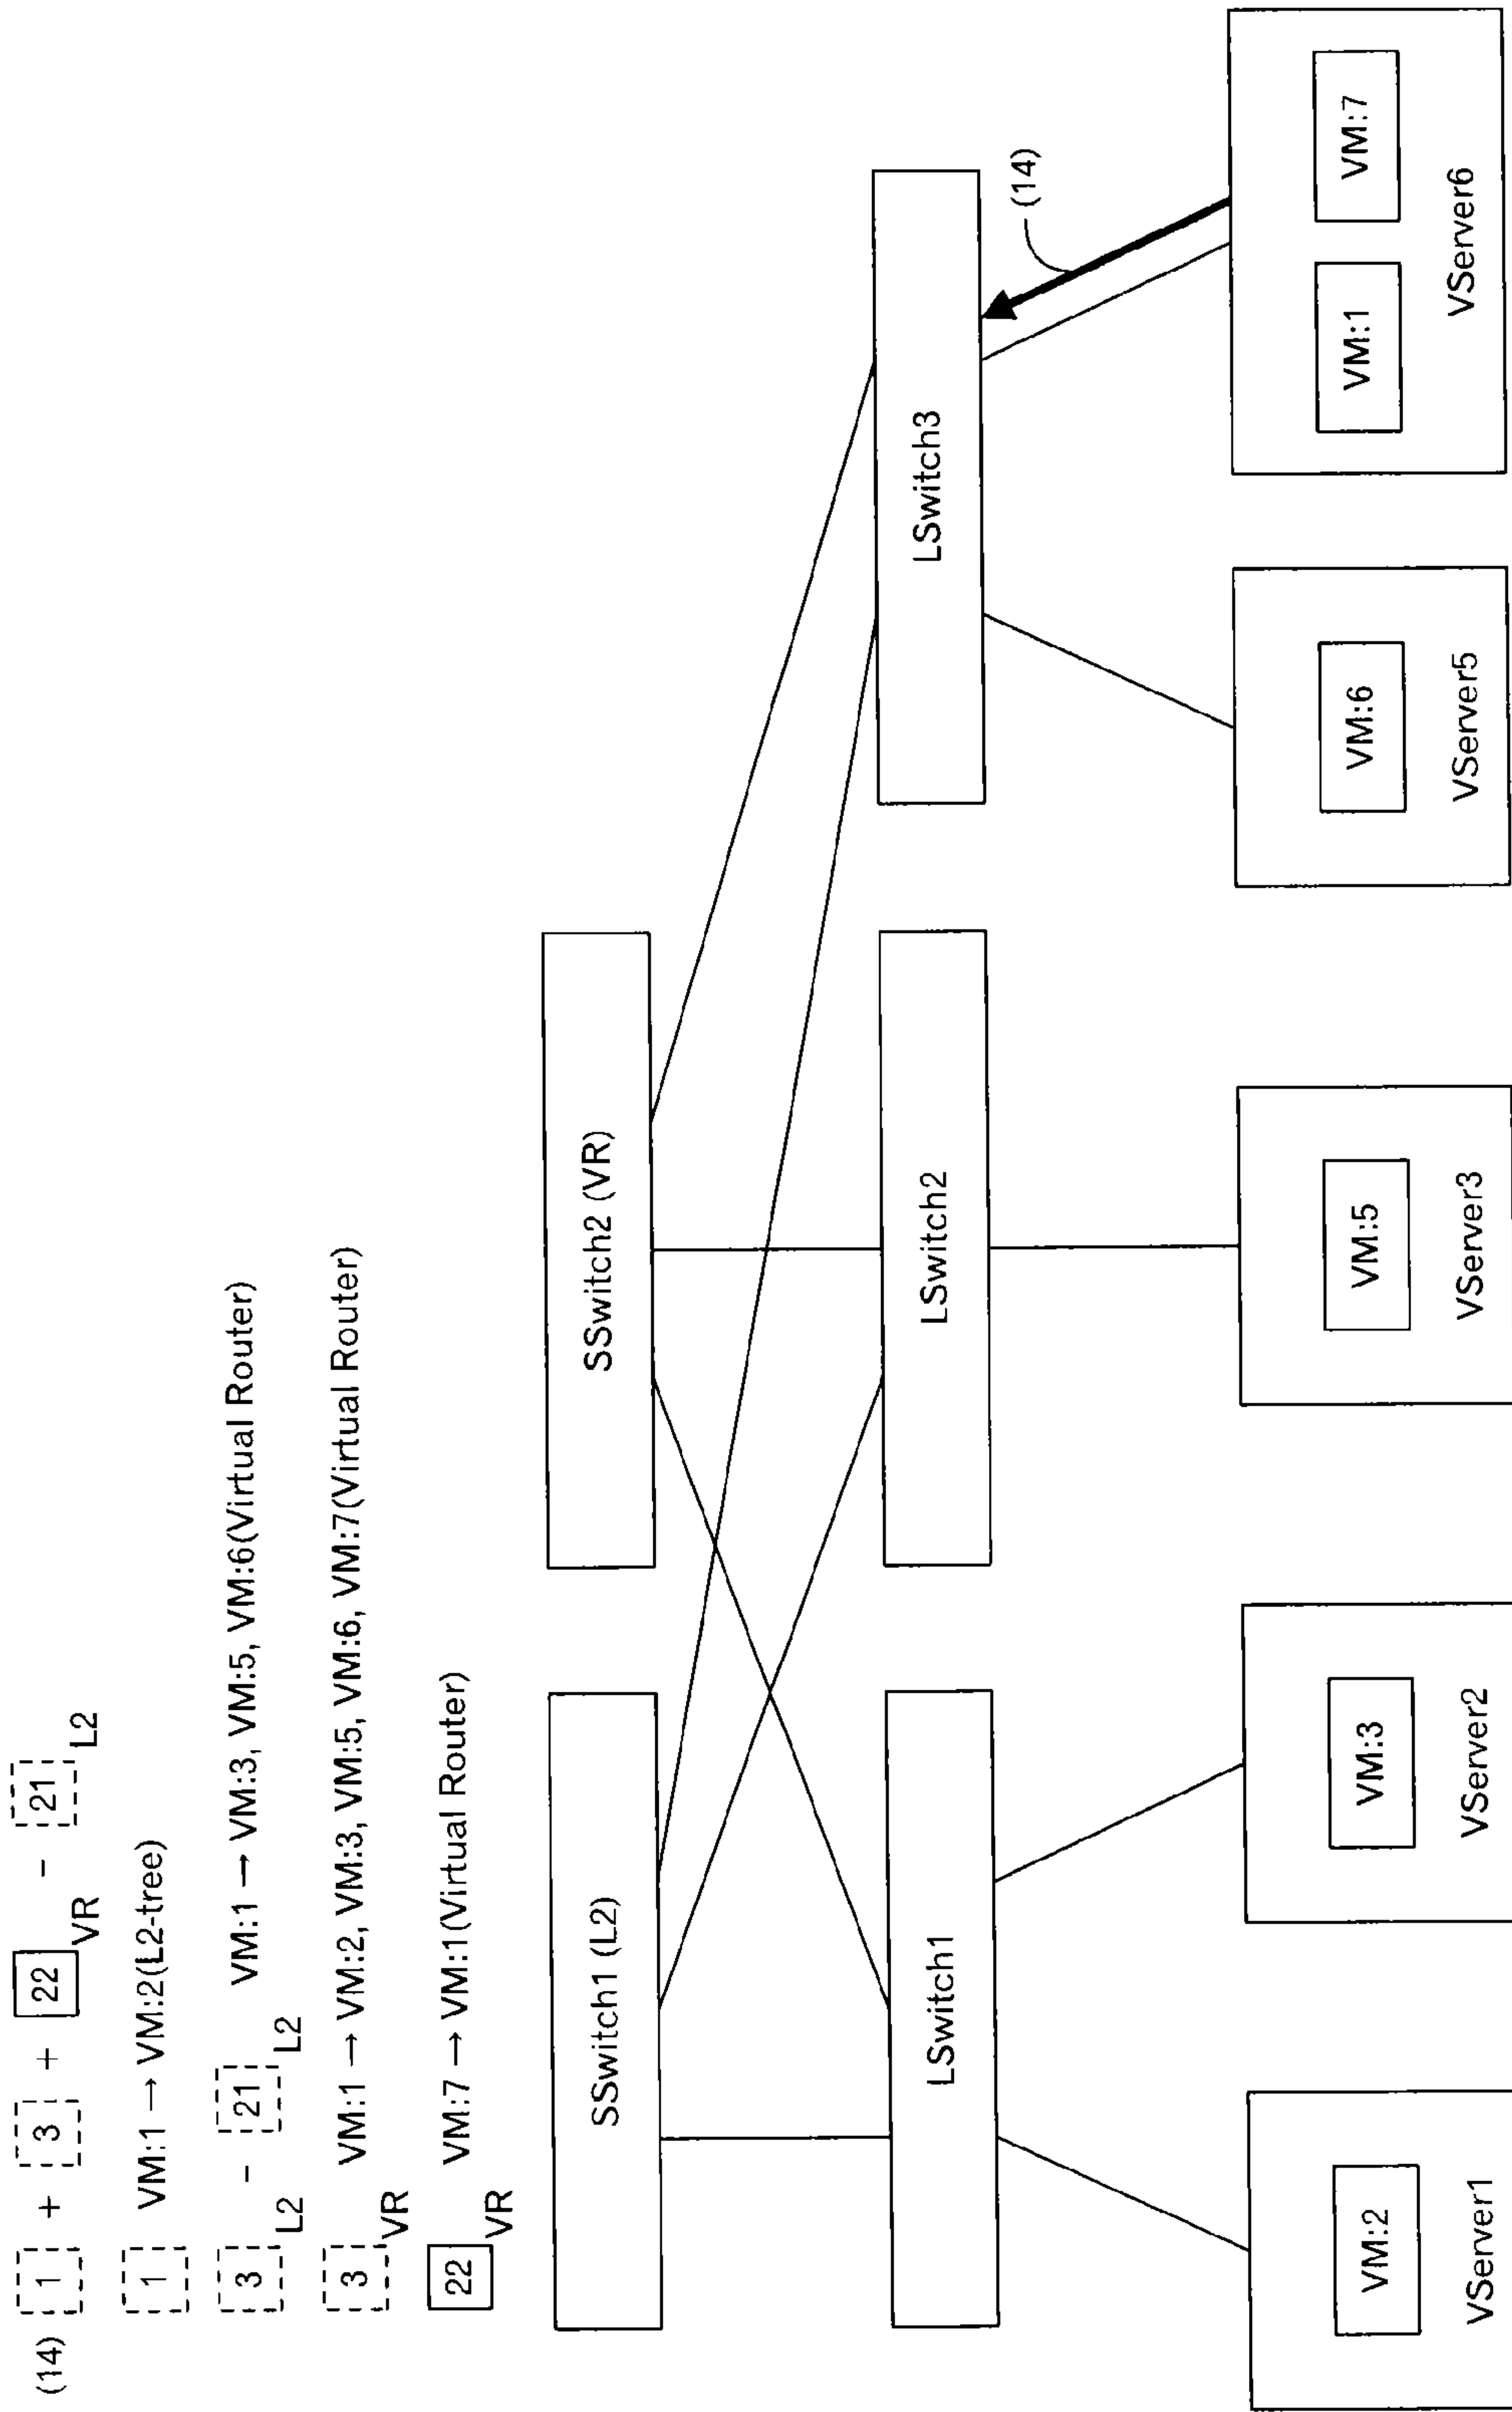 (14) 1 + 3 + 22 VR - 21 L2
1 VM:1 → VM:2(L2-tree)
3 L2 - 21 L2 VM:1 → VM:3, VM:5, VM:6(Virtual Router)
3 VR VM:1 → VM:2, VM:3, VM:5, VM:6, VM:7(Virtual Router)
22 VR VM:7 → VM:1(Virtual Router)
SSwitch1 (L2)
SSwitch2 (VR)
LSwitch1
LSwitch2
LSwitch3
(14)
VM:2
VServer1
VM:3
VServer2
VM:5
VServer3
VM:6
VServer5
VM:1
VM:7
VServer6